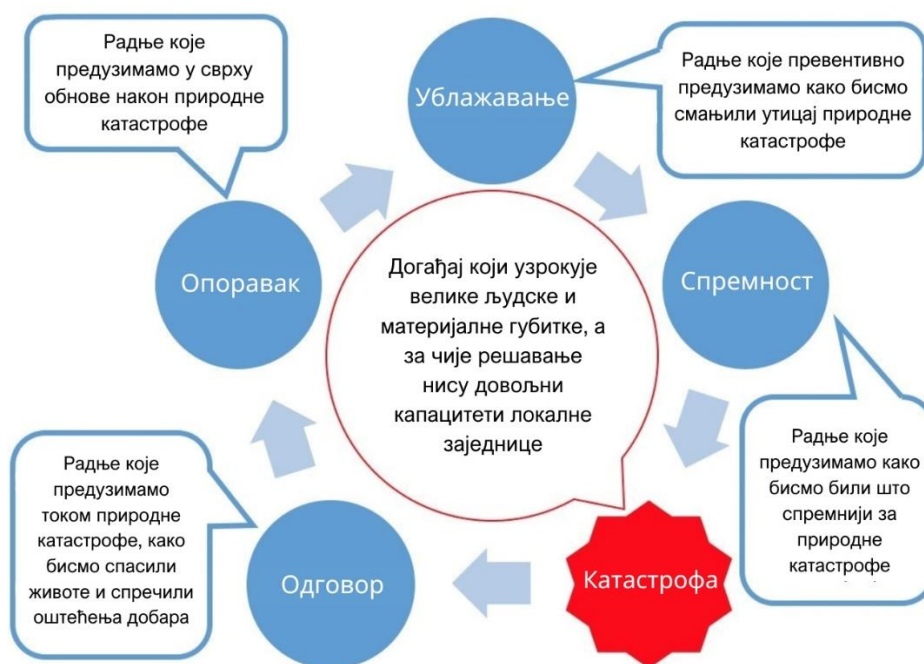 Радње које
предузимамо у сврху
обнове након природне
катастрофе
Ублажавање
Радње које превентивно
предузимамо како бисмо
смањили утицај природне
катастрофе
Опоравак
Догађај који узрокује
велике људске и
материјалне губитке, а
за чије решавање
нису довољни
капацитети локалне
заједнице
Спремност
Радње које
предузимамо
током природне
катастрофе, како
бисмо спасили
животе и спречили
оштећења добара
Одговор
Катастрофа
Радње које
предузимамо како
бисмо били што
спремнији за
природне
катастрофе